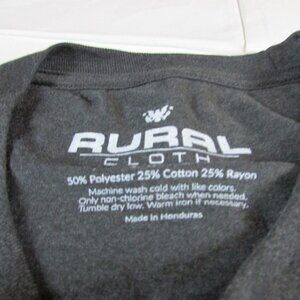 RURAL
CLOTH
50% Polyester 25% Cotton 25% Rayon
Machine wash cold with like colors.
Only non-chlorine bleach when needed.
Tumble dry low. Warm iron if necessary.
Made in Honduras